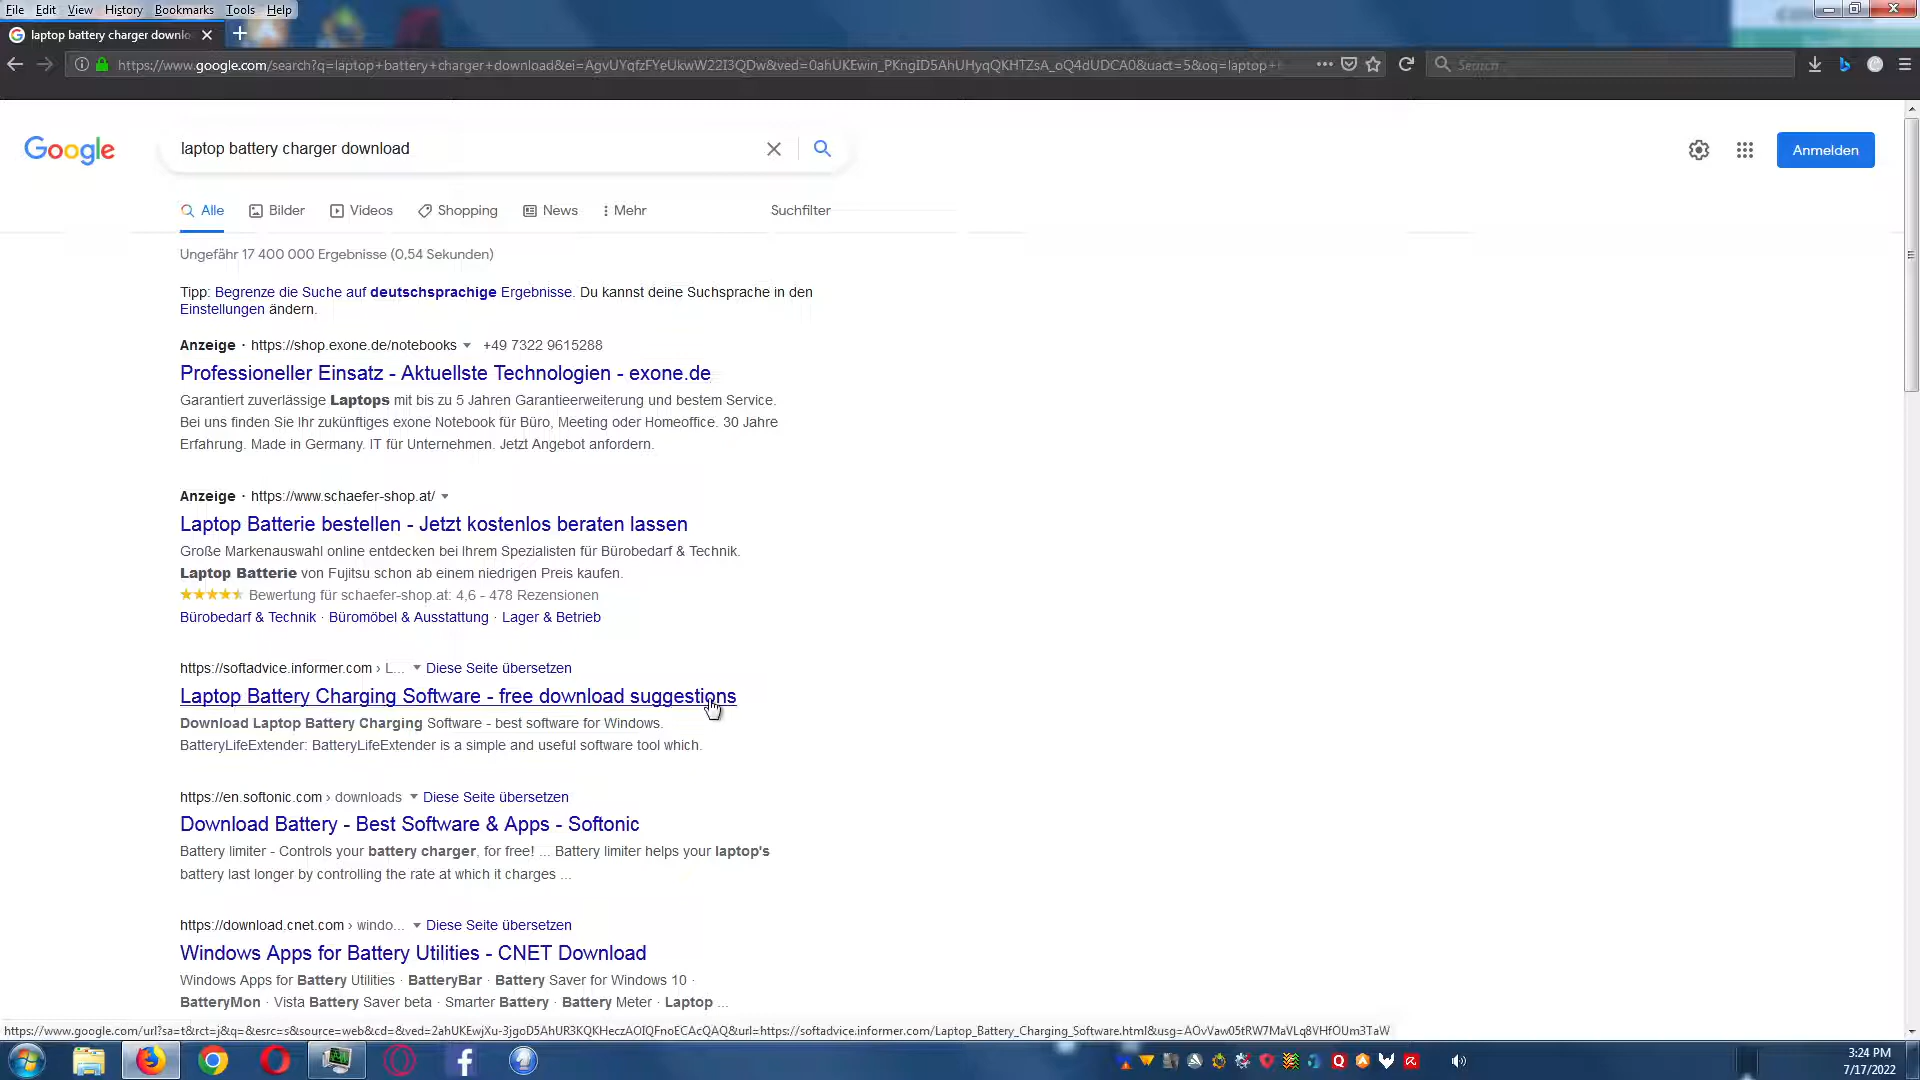 File Edit View History Bookmarks Tools Help
laptop battery charger downlo
https://www.google.com/search?q=laptop+battery+charger+download&ei=AgvUYqfzFYeUkwW22I3QDw&ved=0ahUKEwin_PKngID5AhUHyqQKHTZsA_oQ4dUDCA0&uact=5&oq=laptop+
Search
Google
laptop battery charger download
Anmelden
Alle Bilder Videos Shopping News Mehr Suchfilter
Ungefähr 17 400 000 Ergebnisse (0,54 Sekunden)
Tipp: Begrenze die Suche auf deutschsprachige Ergebnisse. Du kannst deine Suchsprache in den
Einstellungen ändern.
Anzeige · https://shop.exone.de/notebooks +49 7322 9615288
Professioneller Einsatz - Aktuellste Technologien - exone.de
Garantiert zuverlässige Laptops mit bis zu 5 Jahren Garantieerweiterung und bestem Service.
Bei uns finden Sie Ihr zukünftiges exone Notebook für Büro, Meeting oder Homeoffice. 30 Jahre
Erfahrung. Made in Germany. IT für Unternehmen. Jetzt Angebot anfordern.
Anzeige · https://www.schaefer-shop.at/
Laptop Batterie bestellen - Jetzt kostenlos beraten lassen
Große Markenauswahl online entdecken bei Ihrem Spezialisten für Bürobedarf & Technik.
Laptop Batterie von Fujitsu schon ab einem niedrigen Preis kaufen.
Bewertung für schaefer-shop.at: 4,6 - 478 Rezensionen
Bürobedarf & Technik · Büromöbel & Ausstattung · Lager & Betrieb
https://softadvice.informer.com › L... Diese Seite übersetzen
Laptop Battery Charging Software - free download suggestions
Download Laptop Battery Charging Software - best software for Windows.
BatteryLifeExtender: BatteryLifeExtender is a simple and useful software tool which.
https://en.softonic.com › downloads Diese Seite übersetzen
Download Battery - Best Software & Apps - Softonic
Battery limiter - Controls your battery charger, for free! ... Battery limiter helps your laptop's
battery last longer by controlling the rate at which it charges ...
https://download.cnet.com › windo... Diese Seite übersetzen
Windows Apps for Battery Utilities - CNET Download
Windows Apps for Battery Utilities · BatteryBar · Battery Saver for Windows 10 ·
BatteryMon · Vista Battery Saver beta · Smarter Battery · Battery Meter · Laptop ...
https://www.google.com/url?sa=t&rct=j&q=&esrc=s&source=web&cd=&ved=2ahUKEwjXu-3jgoD5AhUR3KQKHeczAOIQFnoECAcQAQ&url=https://softadvice.informer.com/Laptop_Battery_Charging_Software.html&usg=AOvVaw05tRW7MaVLq8VHfOUm3TaW
3:24 PM
7/17/2022